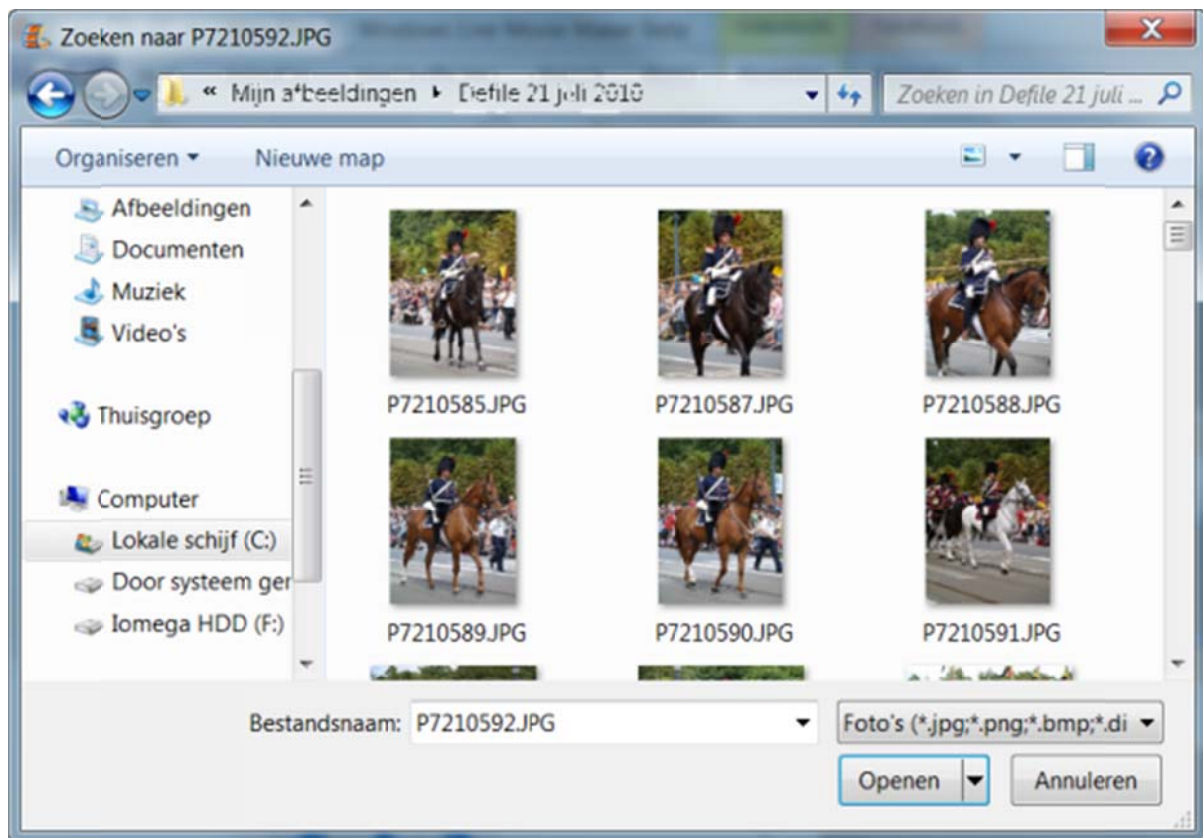 Zoeken naar P7210592.JPG
« Mijn afbeeldingen ▸ Defile 21 juli 2010
Zoeken in Defile 21 juli ...
Organiseren
Nieuwe map
Afbeeldingen
Documenten
Muziek
Video's
Thuisgroep
Computer
Lokale schijf (C:)
Door systeem ger
Iomega HDD (F:)
P7210585.JPG
P7210587.JPG
P7210588.JPG
P7210589.JPG
P7210590.JPG
P7210591.JPG
Bestandsnaam: P7210592.JPG
Foto's (*.jpg;*.png;*.bmp;*.di
Openen
Annuleren